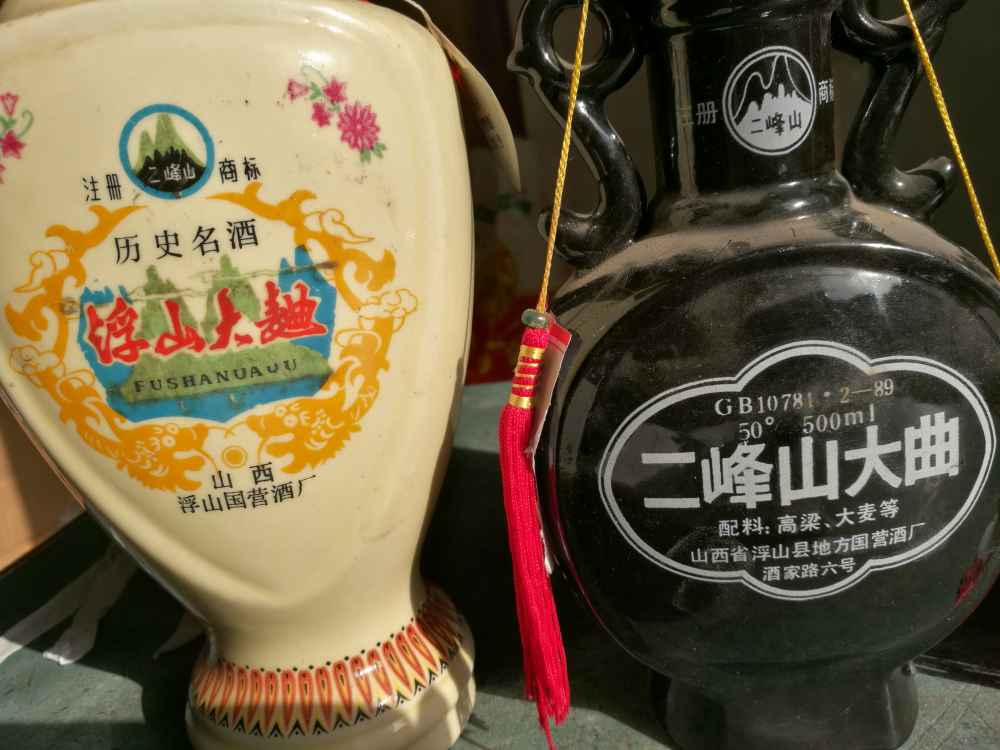 二峰山
注册 商标
历史名酒
浮山大麯
FUSHANDAQU
山西
浮山国营酒厂
注册 商标
二峰山
GB10781·2—89
50° 500ml
二峰山大曲
配料:高梁、大麦等
山西省浮山县地方国营酒厂
酒家路六号